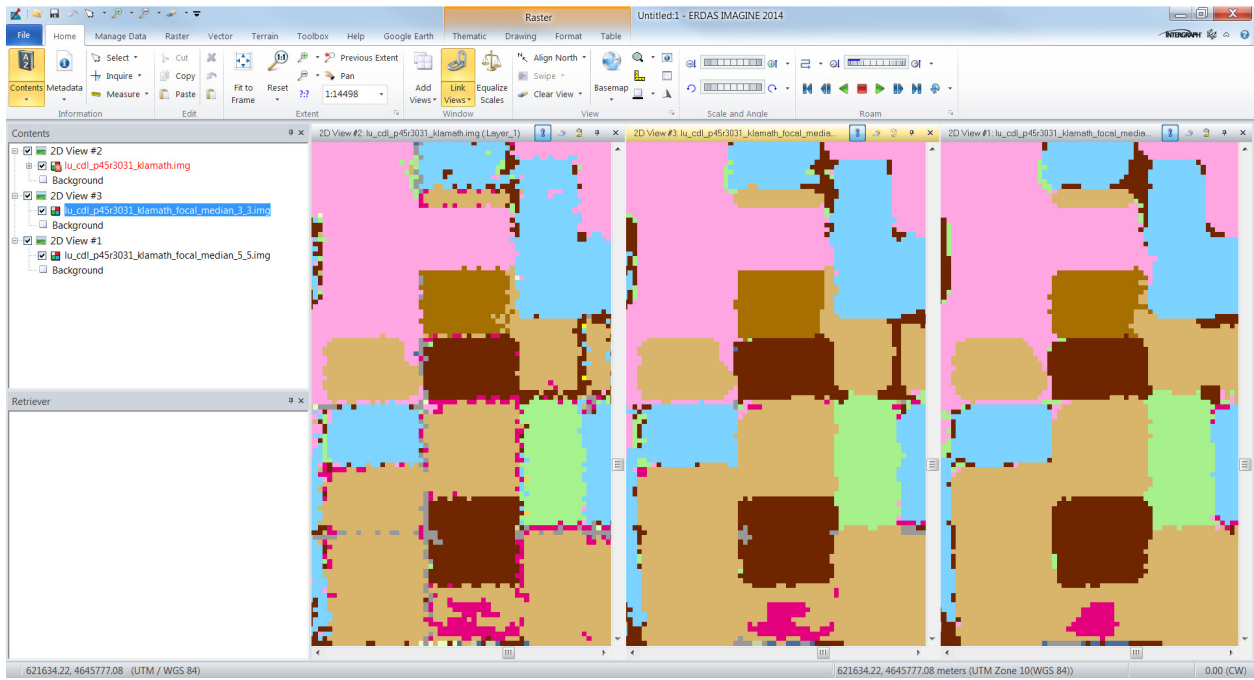 Raster
Untitled:1 - ERDAS IMAGINE 2014
File Home Manage Data Raster Vector Terrain Toolbox Help Google Earth Thematic Drawing Format Table
INTERGRAPH
Contents Metadata
Select
Inquire
Measure
Cut
Copy
Paste
Fit to Frame
Reset
1:1
Previous Extent
Pan
?:?
1:14498
Add Views
Link Views
Equalize Scales
Align North
Swipe
Clear View
Basemap
Information Edit Extent Window View Scale and Angle Roam
Contents
2D View #2: lu_cdl_p45r3031_klamath.img (:Layer_1)
2D View #3: lu_cdl_p45r3031_klamath_focal_media...
2D View #1: lu_cdl_p45r3031_klamath_focal_media...
2D View #2
lu_cdl_p45r3031_klamath.img
Background
2D View #3
lu_cdl_p45r3031_klamath_focal_median_3_3.img
Background
2D View #1
lu_cdl_p45r3031_klamath_focal_median_5_5.img
Background
Retriever
621634.22, 4645777.08 (UTM / WGS 84)
621634.22, 4645777.08 meters (UTM Zone 10(WGS 84))
0.00 (CW)